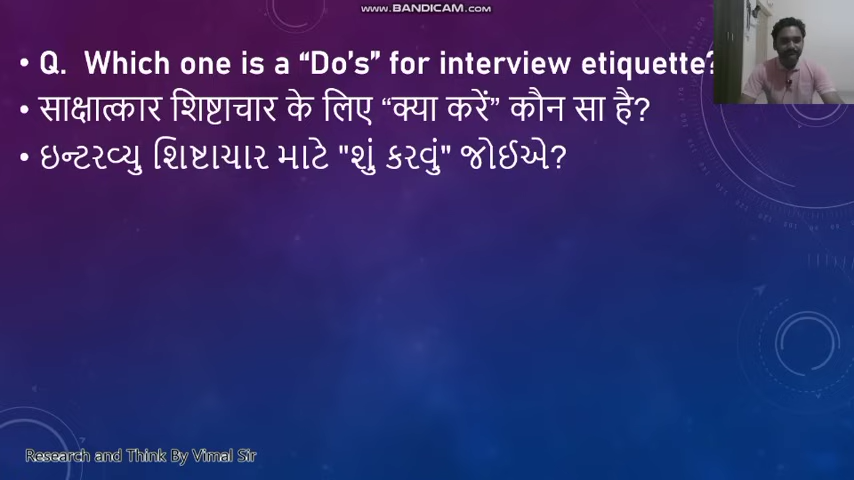 WWW.BANDICAM.COM
• Q. Which one is a “Do’s” for interview etiquette?
• साक्षात्कार शिष्टाचार के लिए “क्या करें” कौन सा है?
• ઇન્ટરવ્યુ શિષ્ટાચાર માટે "શું કરવું" જોઈએ?
Research and Think By Vimal Sir